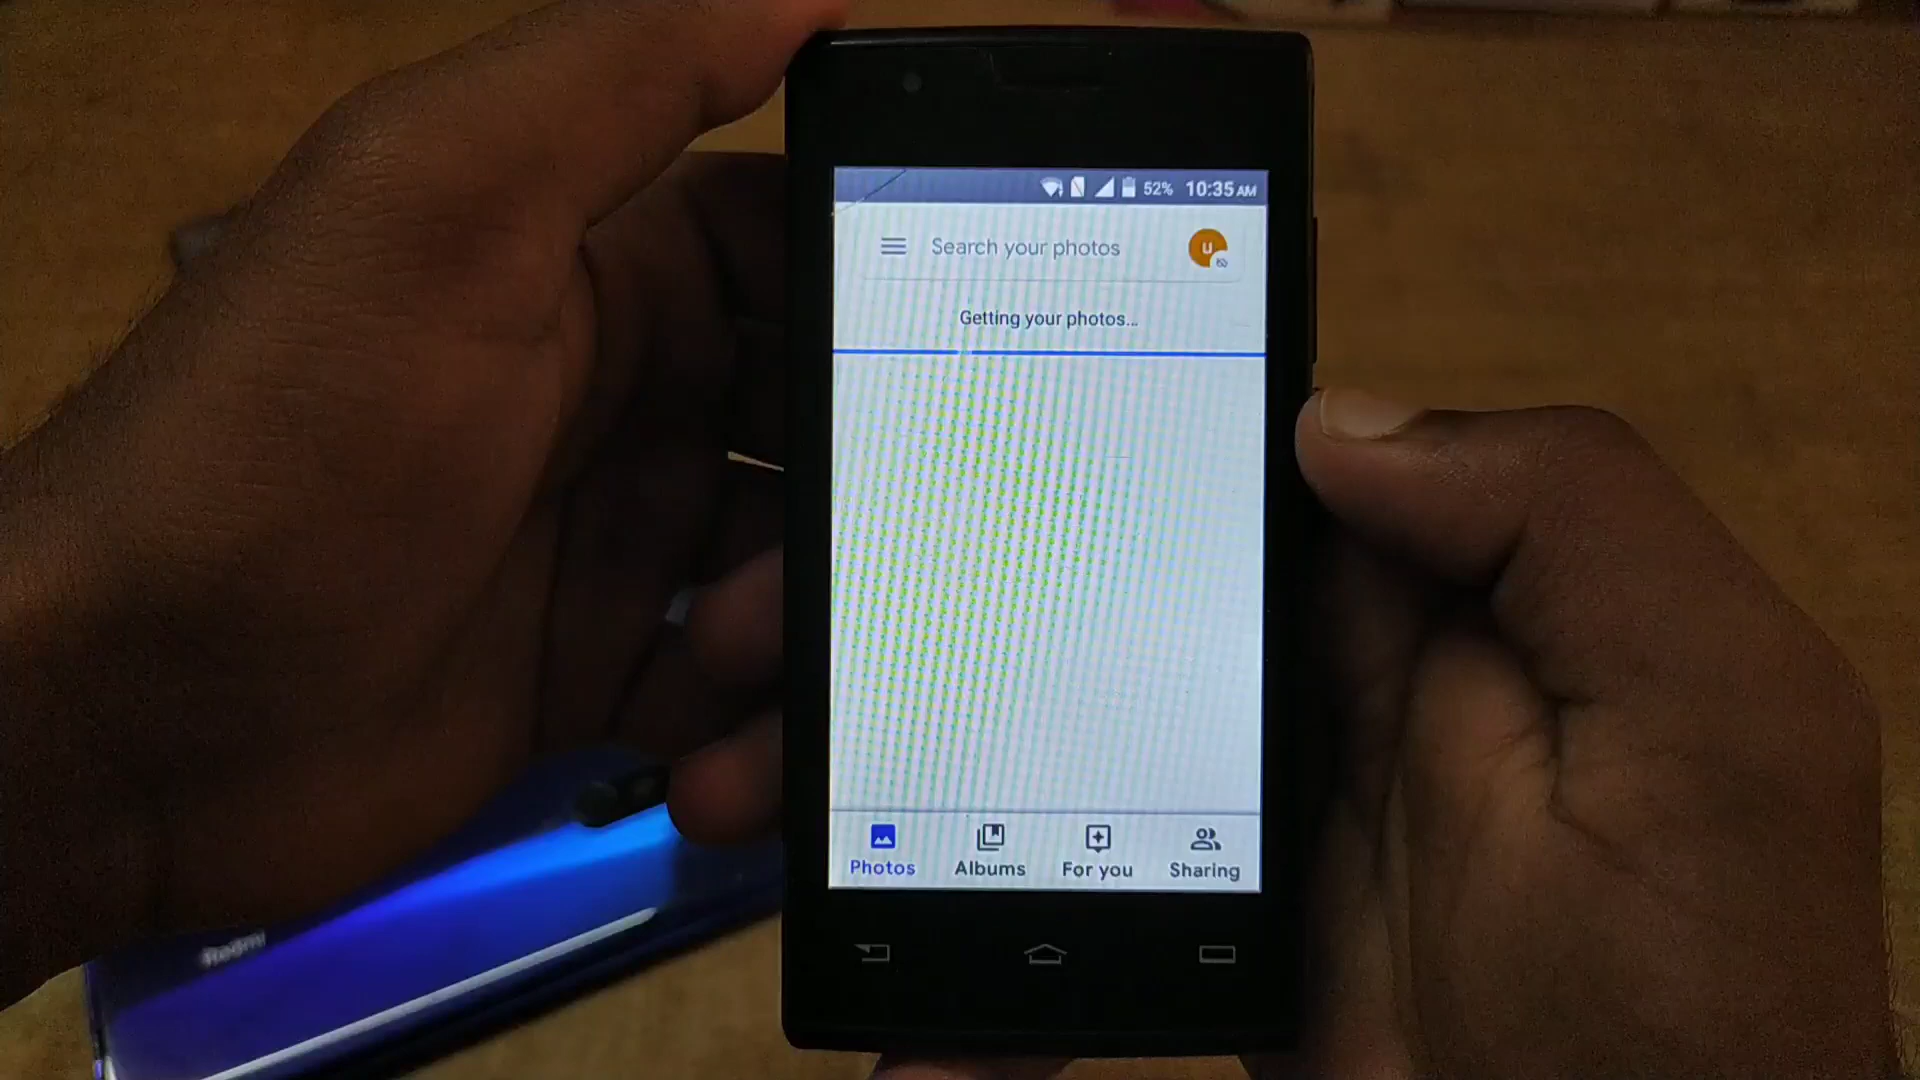 52% 10:35 AM
Search your photos
U
Getting your photos...
Photos
Albums
For you
Sharing
Redmi